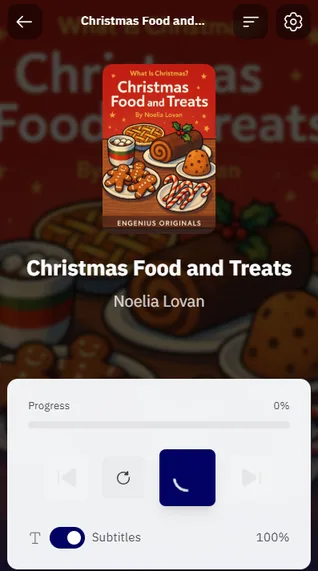 Christmas Food and...
What Is Christmas?
Christmas
Food and Treats
By Noelia Lovan
ENGENIUS ORIGINALS
Christmas Food and Treats
Noelia Lovan
Progress
0%
T
Subtitles
100%